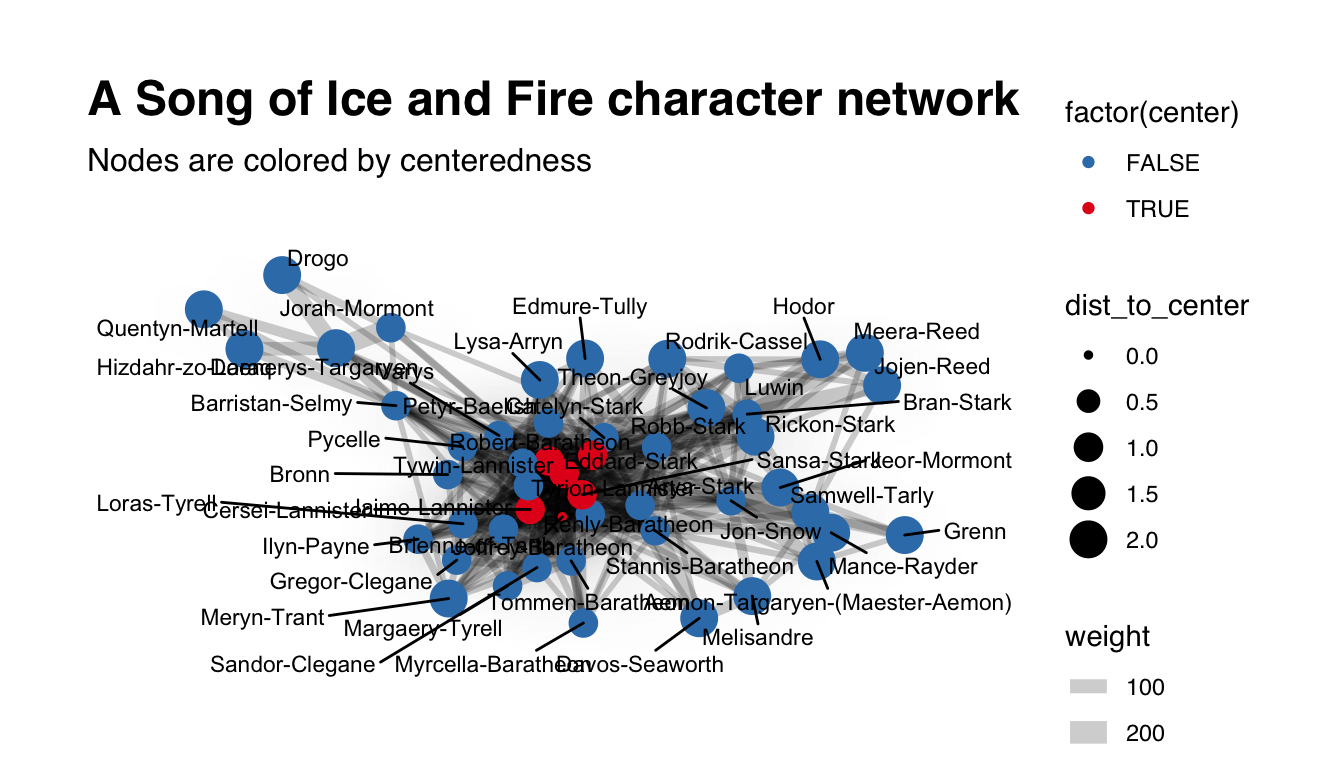 A Song of Ice and Fire character network
Nodes are colored by centeredness
factor(center)
FALSE
TRUE
dist_to_center
0.0
0.5
1.0
1.5
2.0
weight
100
200
Drogo
Jorah-Mormont
Quentyn-Martell
Hizdahr-zo-Loraq
Daenerys-Targaryen
Varys
Barristan-Selmy
Petyr-Baelish
Catelyn-Stark
Edmure-Tully
Lysa-Arryn
Theon-Greyjoy
Rodrik-Cassel
Hodor
Meera-Reed
Jojen-Reed
Luwin
Bran-Stark
Rickon-Stark
Robb-Stark
Pycelle
Robert-Baratheon
Bronn
Tywin-Lannister
Eddard-Stark
Sansa-Stark
Jeor-Mormont
Tyrion-Lannister
Arya-Stark
Samwell-Tarly
Loras-Tyrell
Cersei-Lannister
Jaime-Lannister
Renly-Baratheon
Jon-Snow
Grenn
Ilyn-Payne
Brienne-of-Tarth
Joffrey-Baratheon
Stannis-Baratheon
Mance-Rayder
Gregor-Clegane
Tommen-Baratheon
Aemon-Targaryen-(Maester-Aemon)
Meryn-Trant
Margaery-Tyrell
Melisandre
Sandor-Clegane
Myrcella-Baratheon
Davos-Seaworth